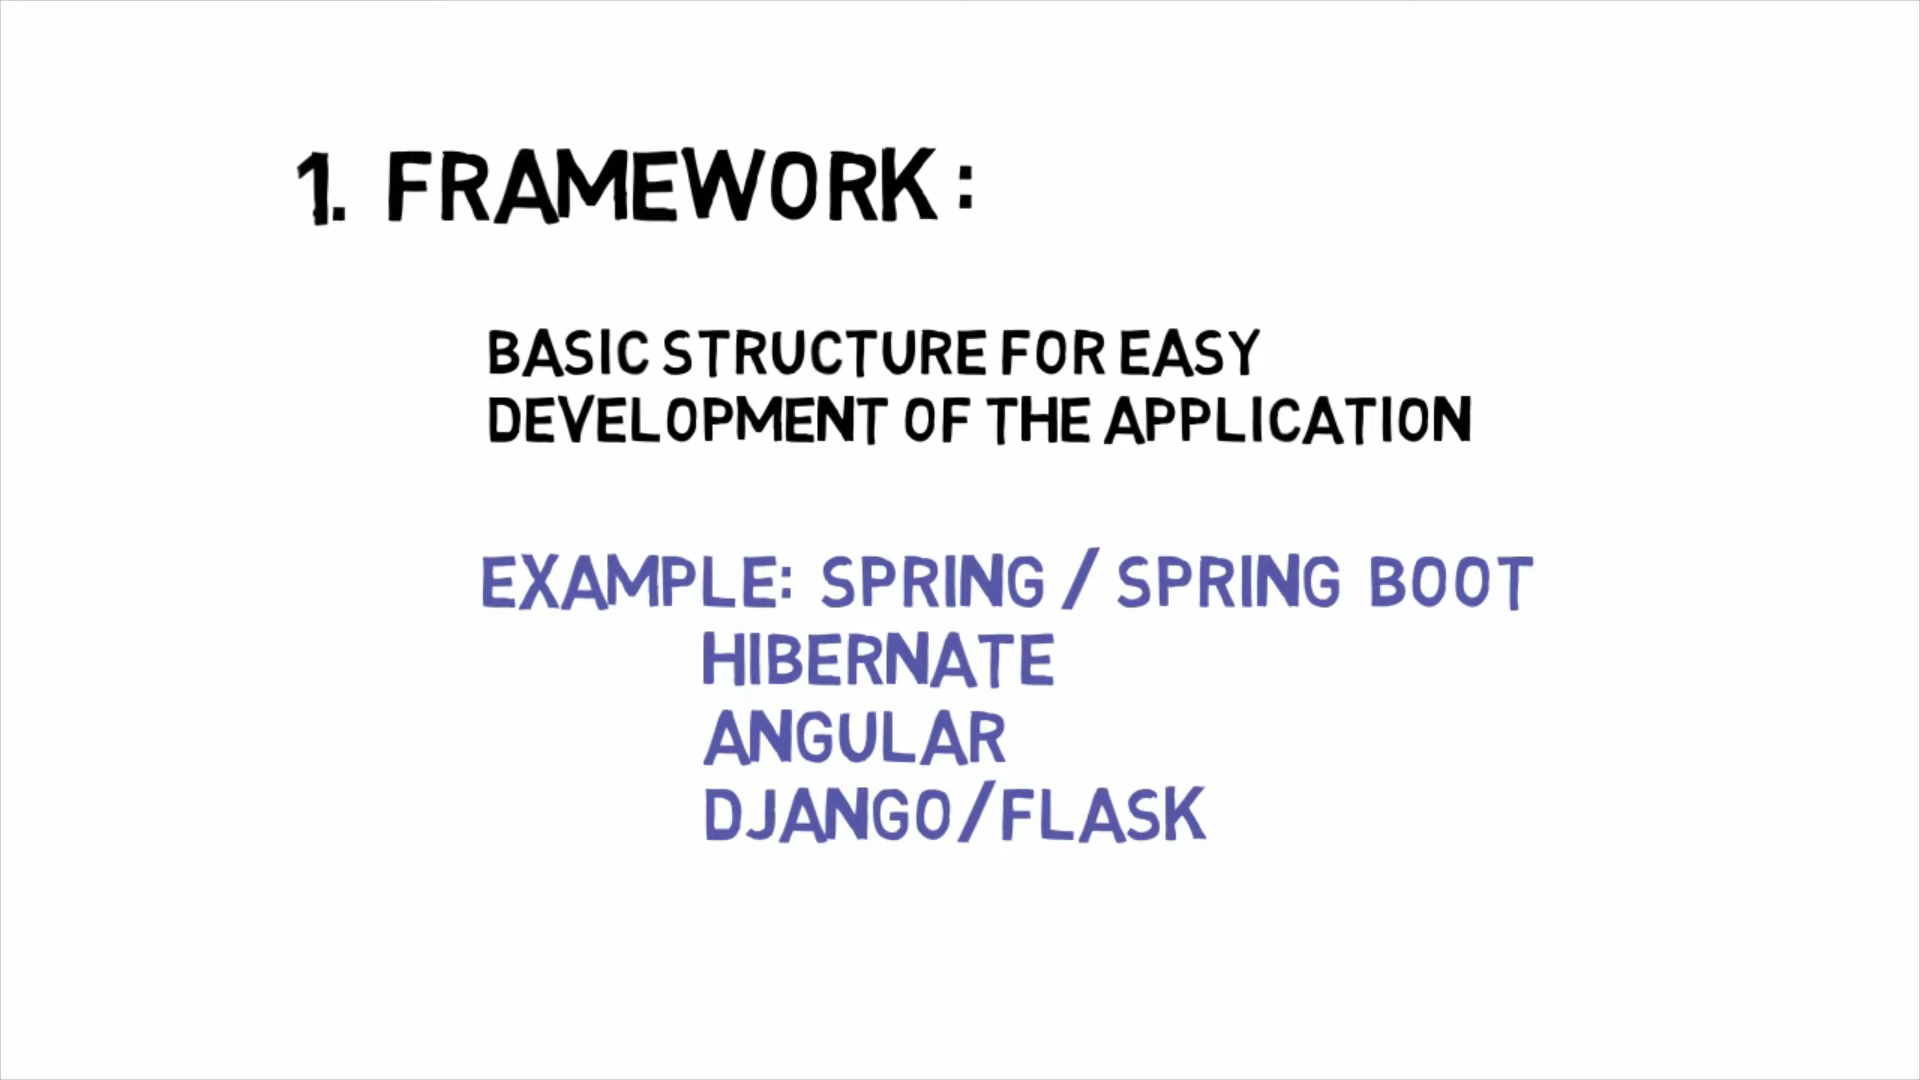 1. FRAMEWORK :
BASIC STRUCTURE FOR EASY
DEVELOPMENT OF THE APPLICATION
EXAMPLE: SPRING / SPRING BOOT
HIBERNATE
ANGULAR
DJANGO/FLASK